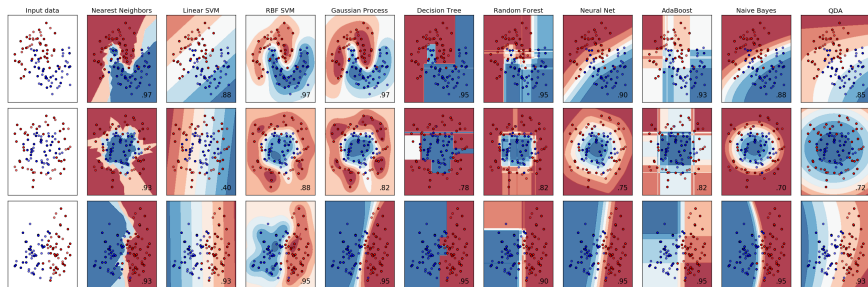 Input data Nearest Neighbors Linear SVM RBF SVM Gaussian Process Decision Tree Random Forest Neural Net AdaBoost Naive Bayes QDA
.97 .88 .97 .97 .95 .95 .90 .93 .88 .85
.93 .40 .88 .82 .78 .82 .75 .82 .70 .72
.93 .93 .95 .95 .95 .90 .95 .95 .95 .93